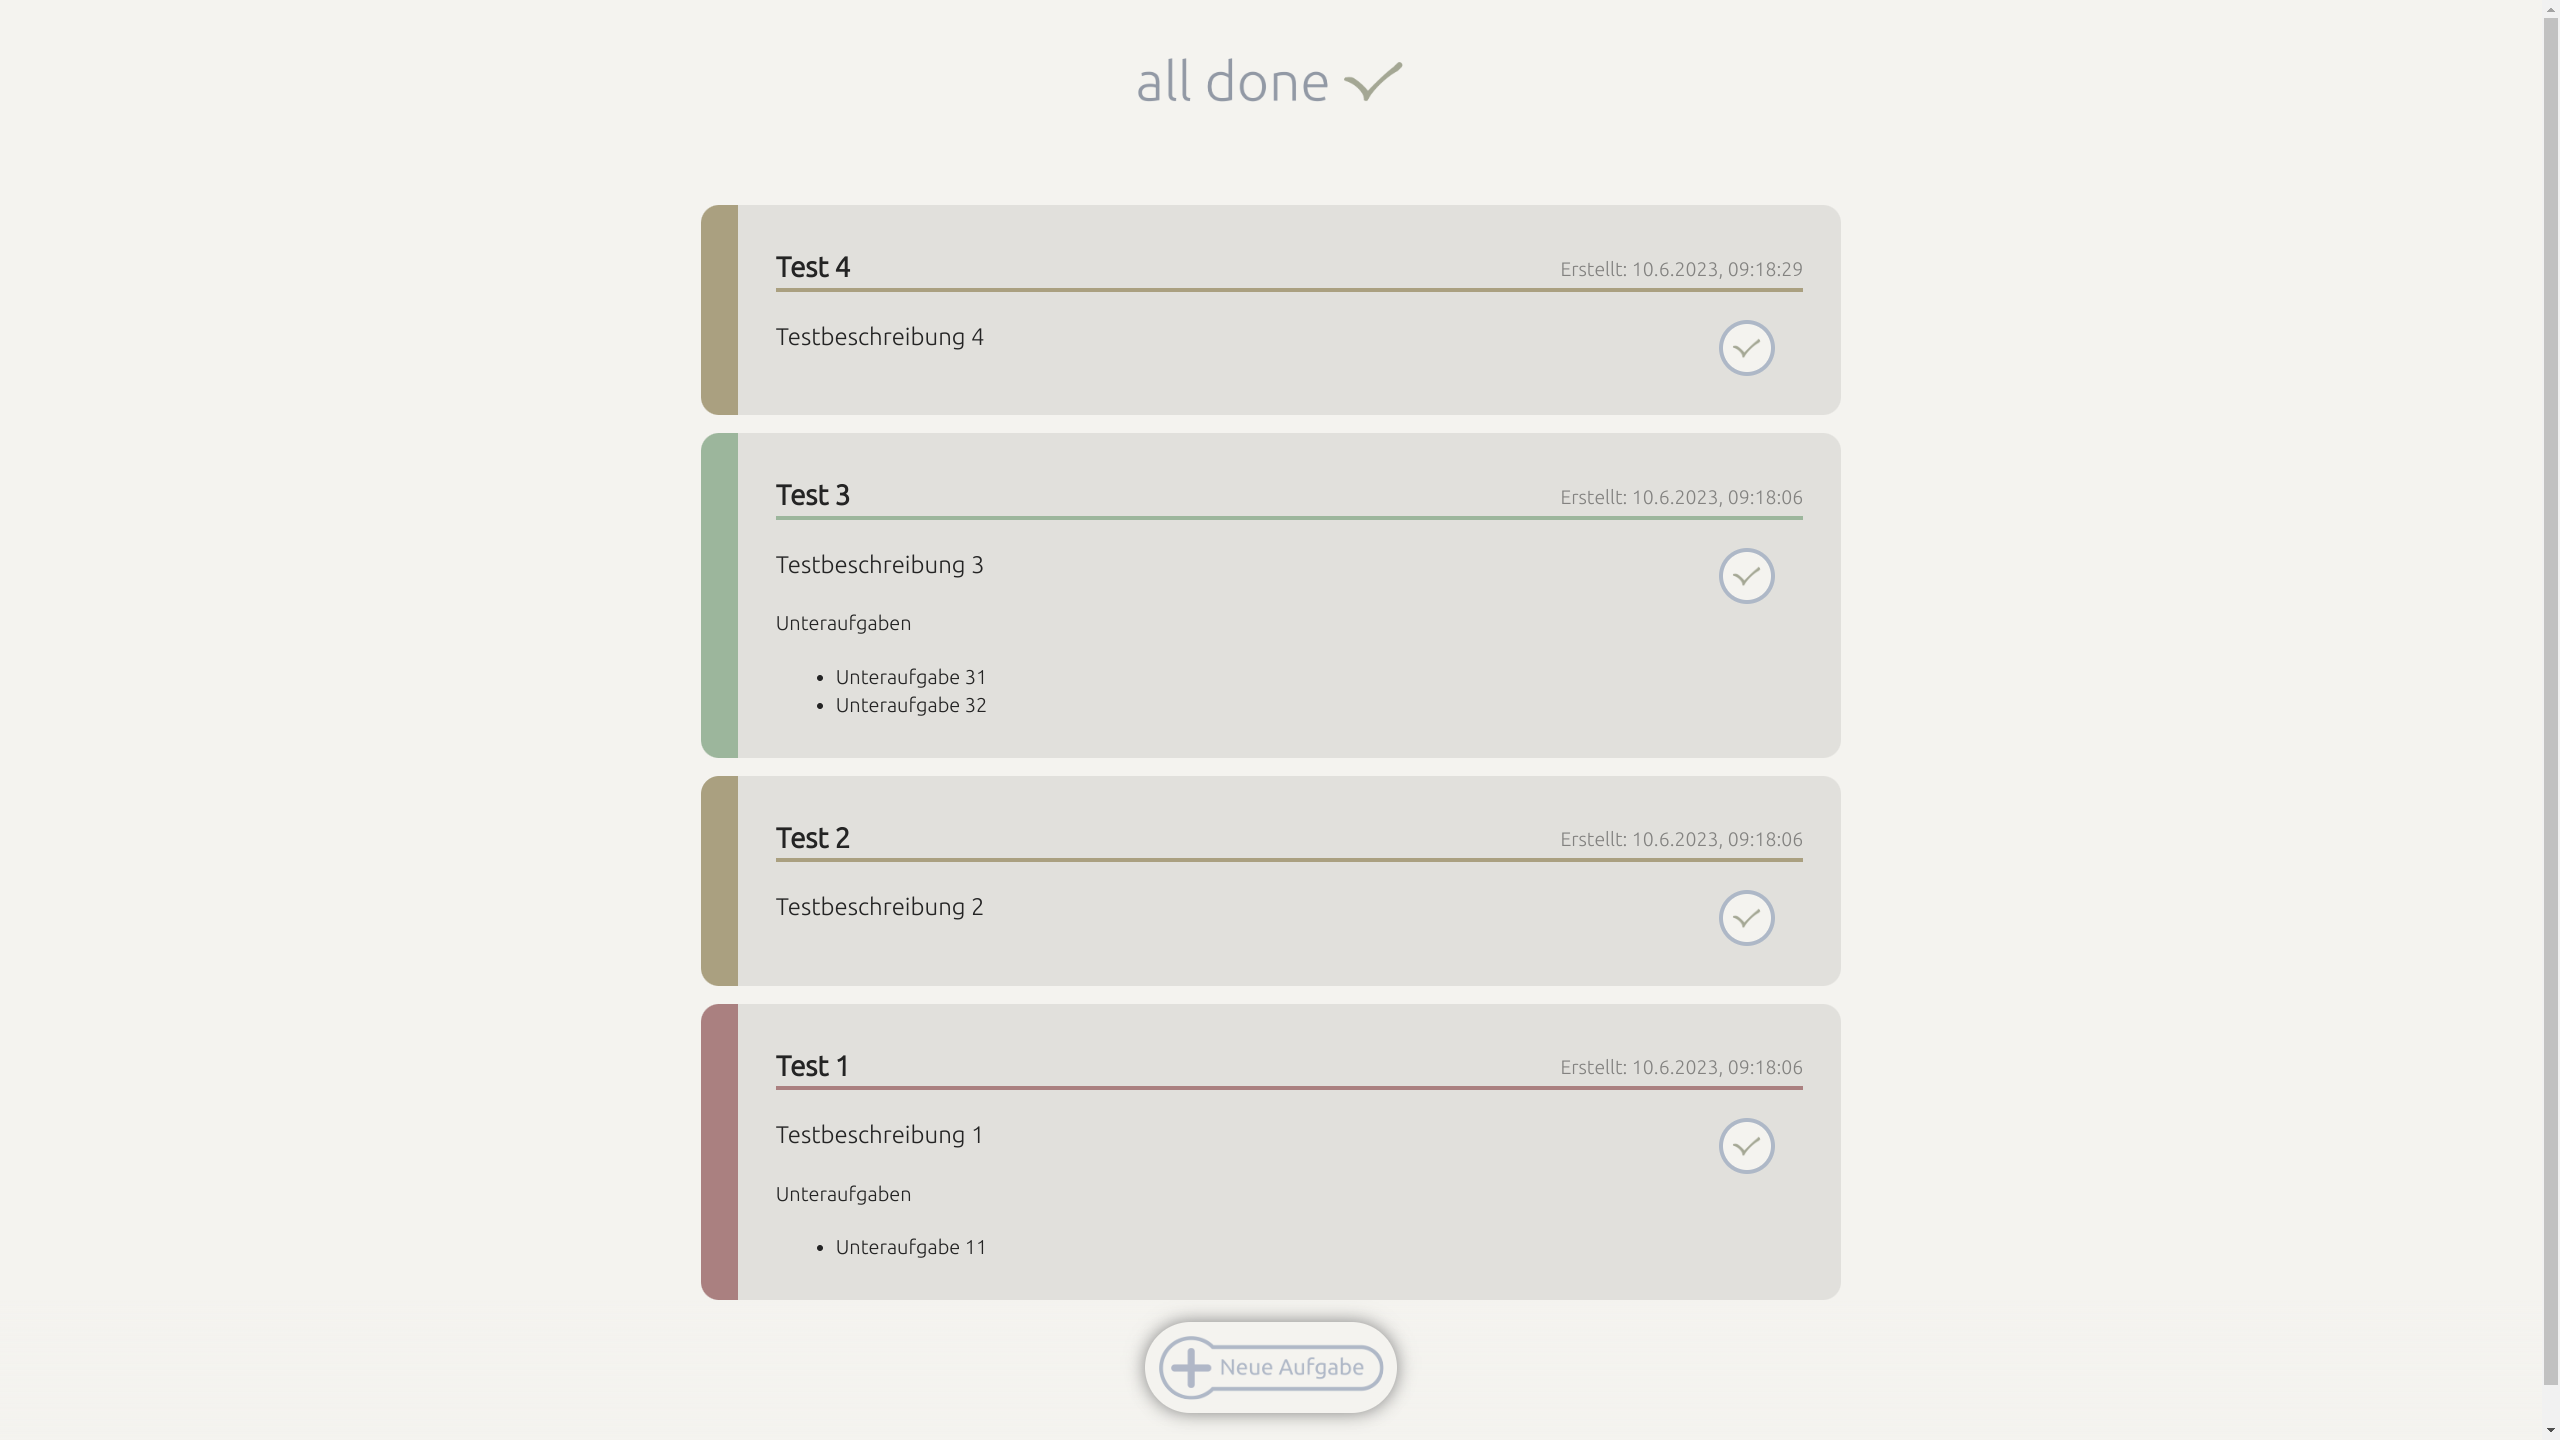 all done
Test 4
Erstellt: 10.6.2023, 09:18:29
Testbeschreibung 4
Test 3
Erstellt: 10.6.2023, 09:18:06
Testbeschreibung 3
Unteraufgaben
• Unteraufgabe 31
• Unteraufgabe 32
Test 2
Erstellt: 10.6.2023, 09:18:06
Testbeschreibung 2
Test 1
Erstellt: 10.6.2023, 09:18:06
Testbeschreibung 1
Unteraufgaben
• Unteraufgabe 11
Neue Aufgabe